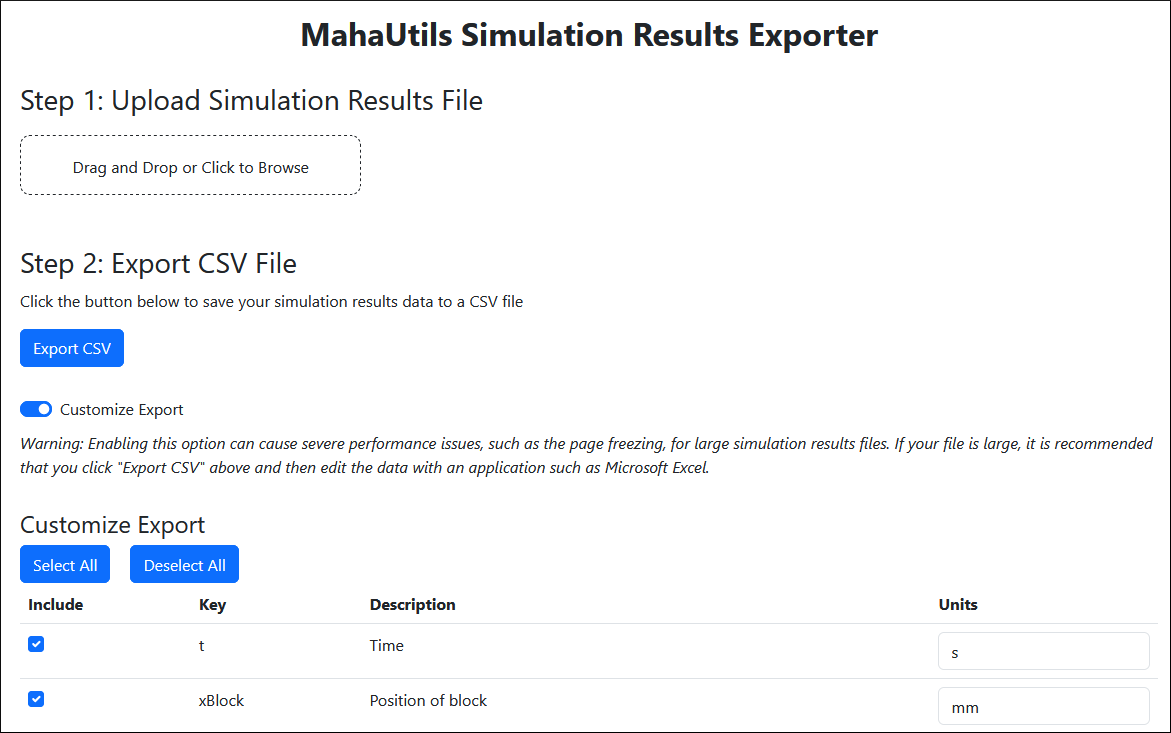 MahaUtils Simulation Results Exporter
Step 1: Upload Simulation Results File
Drag and Drop or Click to Browse
Step 2: Export CSV File
Click the button below to save your simulation results data to a CSV file
Export CSV
Customize Export
Warning: Enabling this option can cause severe performance issues, such as the page freezing, for large simulation results files. If your file is large, it is recommended
that you click "Export CSV" above and then edit the data with an application such as Microsoft Excel.
Customize Export
Select All Deselect All
Include Key Description Units
t Time s
xBlock Position of block mm